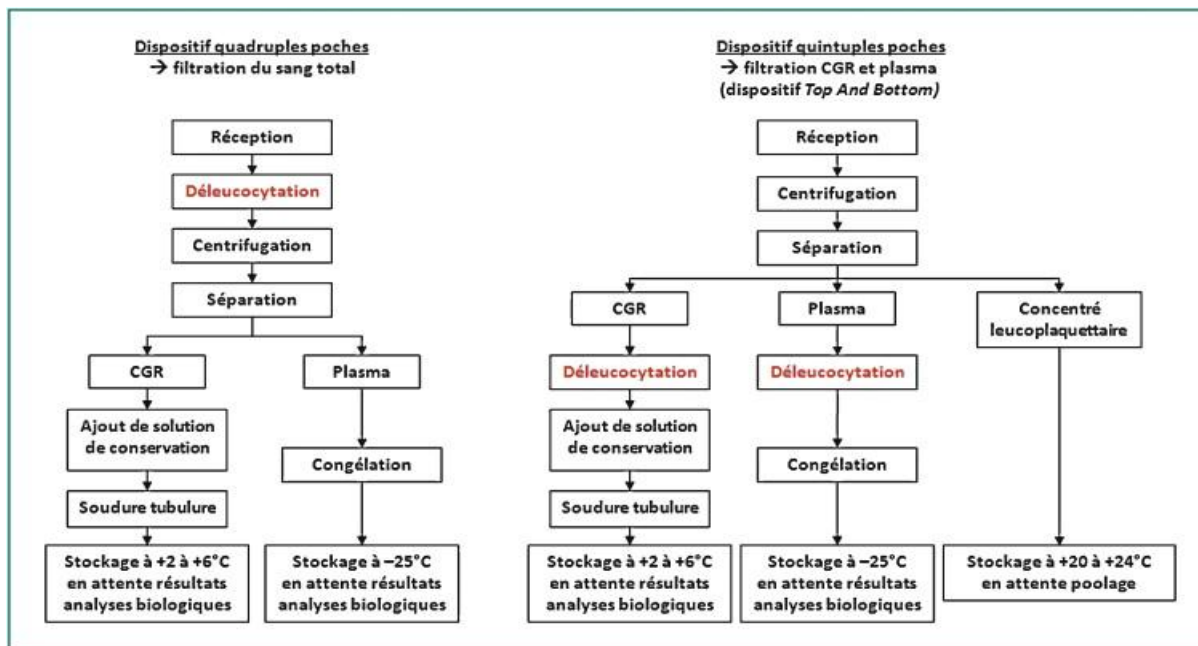 Dispositif quadruples poches
→ filtration du sang total
Réception
Déleucocytation
Centrifugation
Séparation
CGR
Plasma
Ajout de solution
de conservation
Congélation
Soudure tubulure
Stockage à +2 à +6°C
en attente résultats
analyses biologiques
Stockage à –25°C
en attente résultats
analyses biologiques
Dispositif quintuples poches
→ filtration CGR et plasma
(dispositif Top And Bottom)
Réception
Centrifugation
Séparation
CGR
Plasma
Concentré
leucoplaquettaire
Déleucocytation
Déleucocytation
Ajout de solution
de conservation
Congélation
Soudure tubulure
Stockage à +2 à +6°C
en attente résultats
analyses biologiques
Stockage à –25°C
en attente résultats
analyses biologiques
Stockage à +20 à +24°C
en attente poolage